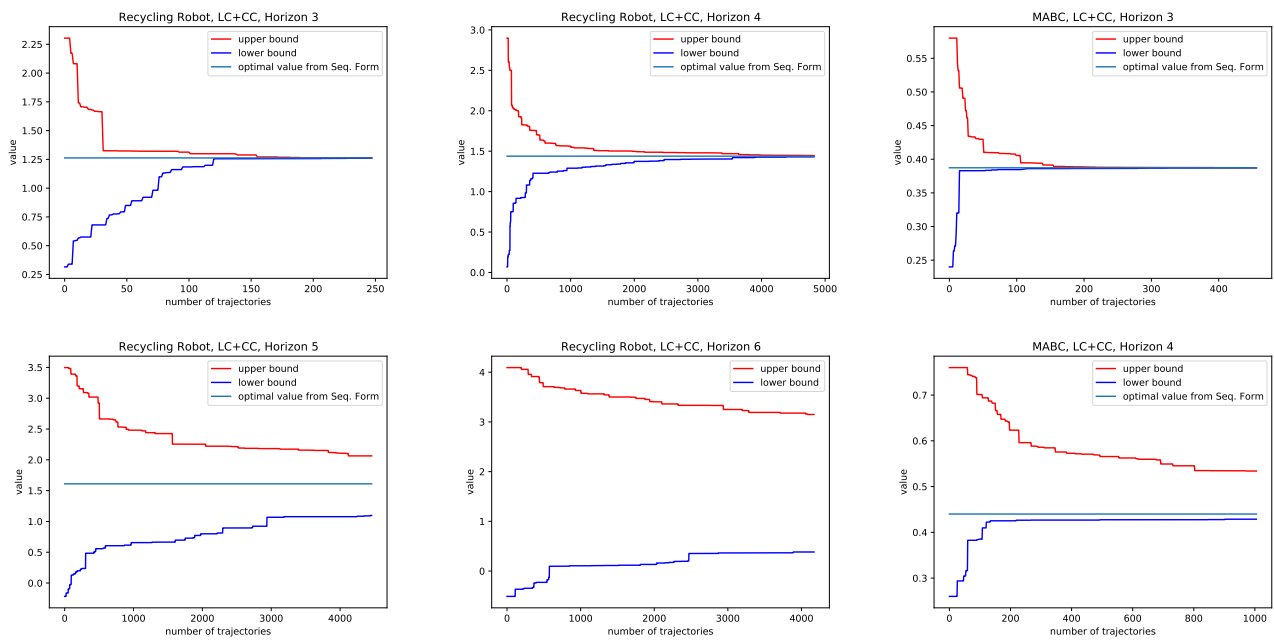 Recycling Robot, LC+CC, Horizon 3
upper bound
lower bound
optimal value from Seq. Form
value
2.25
2.00
1.75
1.50
1.25
1.00
0.75
0.50
0.25
0 50 100 150 200 250
number of trajectories
Recycling Robot, LC+CC, Horizon 4
upper bound
lower bound
optimal value from Seq. Form
value
3.0
2.5
2.0
1.5
1.0
0.5
0.0
0 1000 2000 3000 4000 5000
number of trajectories
MABC, LC+CC, Horizon 3
upper bound
lower bound
optimal value from Seq. Form
value
0.55
0.50
0.45
0.40
0.35
0.30
0.25
0 100 200 300 400
number of trajectories
Recycling Robot, LC+CC, Horizon 5
upper bound
lower bound
optimal value from Seq. Form
value
3.5
3.0
2.5
2.0
1.5
1.0
0.5
0.0
0 1000 2000 3000 4000
number of trajectories
Recycling Robot, LC+CC, Horizon 6
upper bound
lower bound
value
4
3
2
1
0
0 1000 2000 3000 4000
number of trajectories
MABC, LC+CC, Horizon 4
upper bound
lower bound
optimal value from Seq. Form
value
0.7
0.6
0.5
0.4
0.3
0 200 400 600 800 1000
number of trajectories